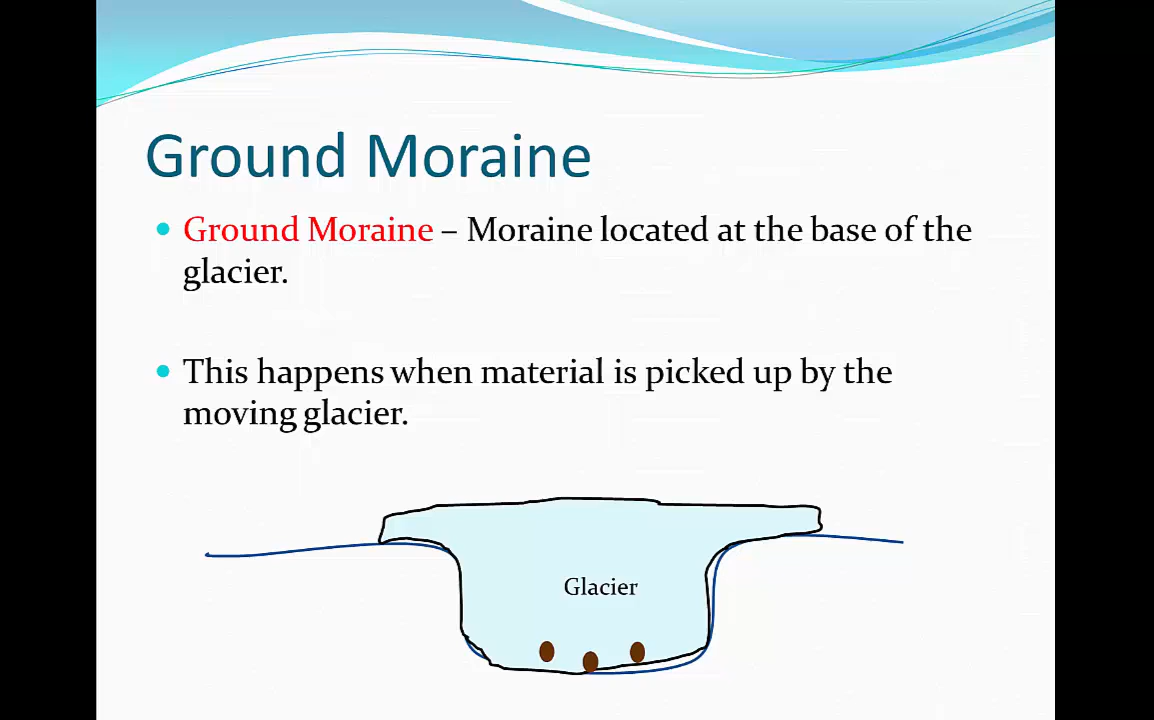 Ground Moraine
Ground Moraine – Moraine located at the base of the
glacier.
This happens when material is picked up by the
moving glacier.
Glacier